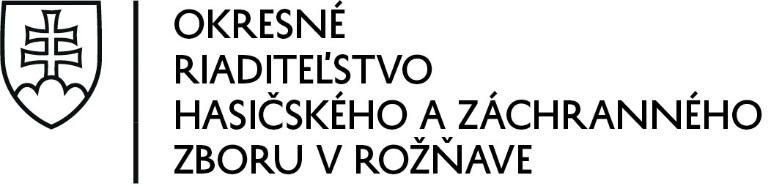 OKRESNÉ
RIADITEĽSTVO
HASIČSKÉHO A ZÁCHRANNÉHO
ZBORU V ROŽŇAVE